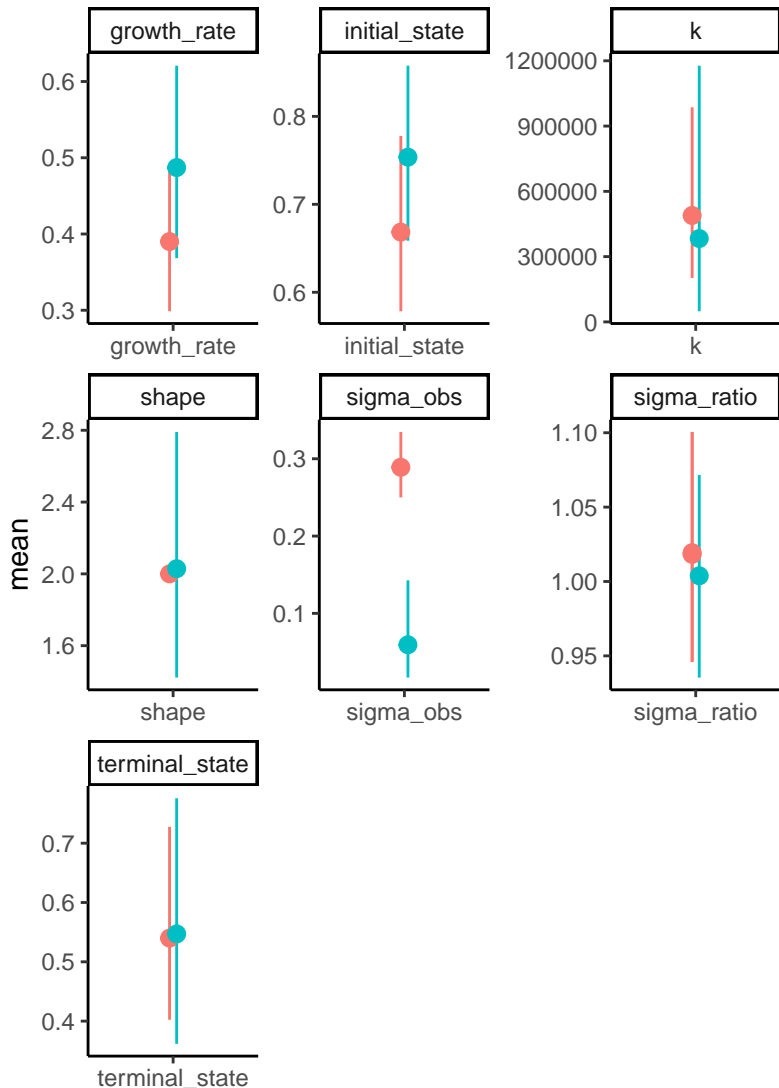 growth_rate
0.6
0.5
0.4
0.3
growth_rate
initial_state
0.8
0.7
0.6
initial_state
k
1200000
900000
600000
300000
0
k
mean
shape
2.8
2.4
2.0
1.6
shape
sigma_obs
0.3
0.2
0.1
sigma_obs
sigma_ratio
1.10
1.05
1.00
0.95
sigma_ratio
terminal_state
0.7
0.6
0.5
0.4
terminal_state